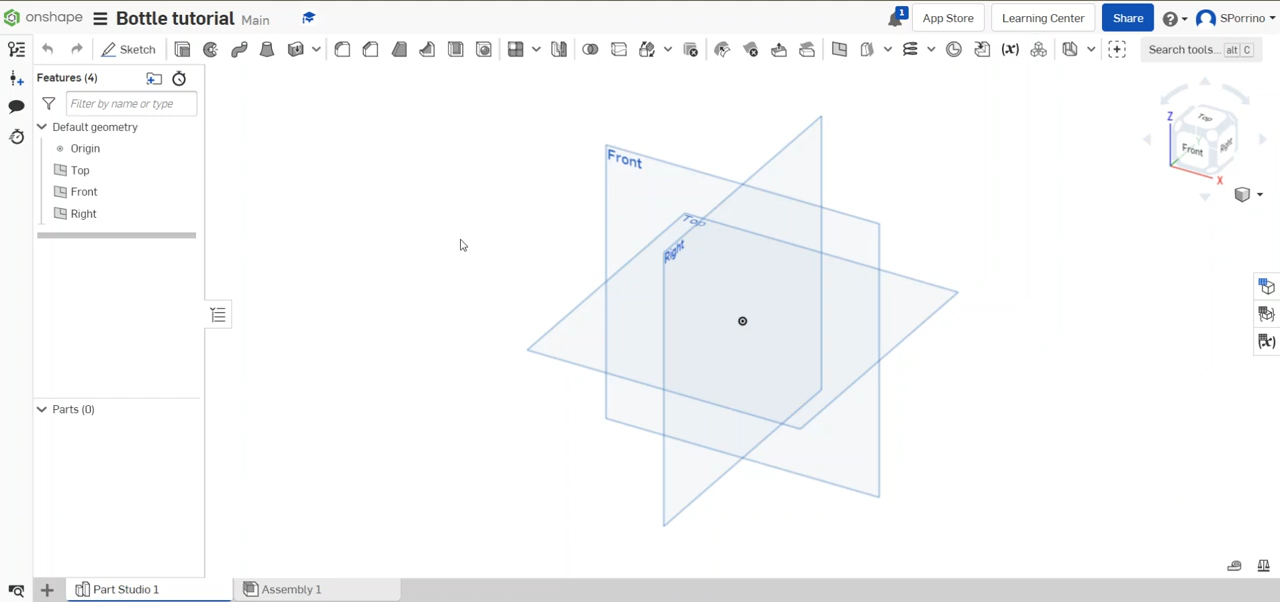 onshape Bottle tutorial Main
1 App Store Learning Center Share SPorrino
Sketch (x) Search tools... alt C
Features (4)
Filter by name or type
Default geometry
Origin
Top
Front
Right
Parts (0)
Front
Top
Right
Top
Front
Right
Z
Y
X
(x)
Part Studio 1
Assembly 1